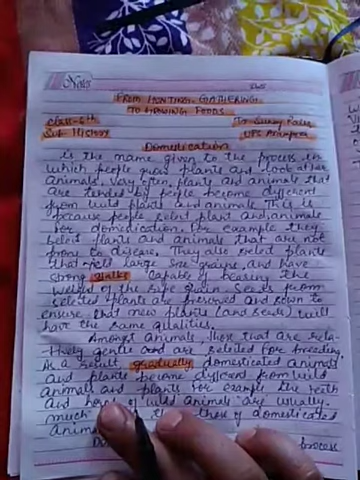 Notes
FROM HUNTING GATHERING
TO GROWING FOODS
Class-6th
Sub- History
Domestication
is the name given to the process in
which people grow plants and look after
animals. Very often, plants and animals that
are tended by people become different
from wild plants and animals. This is
because people select plant and animals
for domestication. For example they
select plants and animals that are not
prone to disease. They also select plants
that large size grains, and have
strong stalks capable of bearing the
weight of the ripe grain. Seeds from
selected plants are preserved and sown to
ensure that new plants (and seeds) will
have the same qualities.
Amongst animals, those that are rela-
tively gentle and are selected for breeding.
As a result, gradually domesticated animals
and plants become different from wild
animals and plants. For example the teeth
and horns of wild animals are usually
much than those of domesticated
animals
process